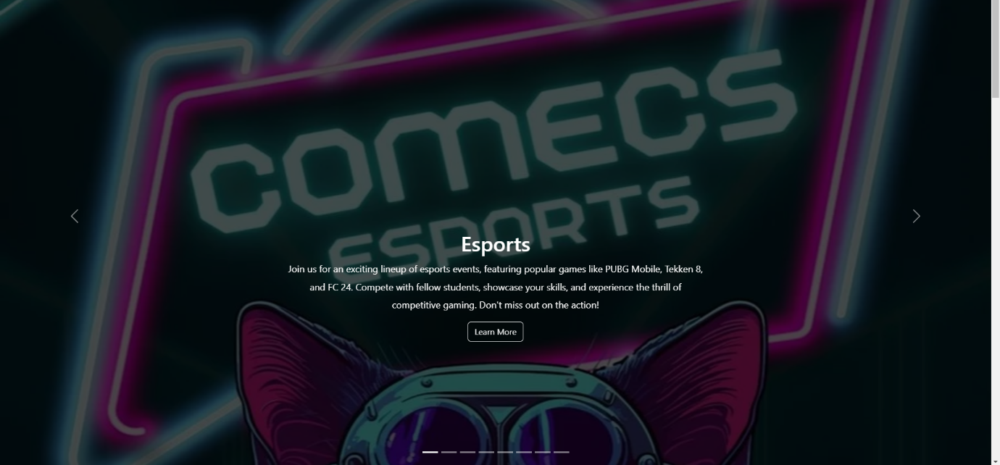 COMECS
ESPORTS
Esports
Join us for an exciting lineup of esports events, featuring popular games like PUBG Mobile, Tekken 8,
and FC 24. Compete with fellow students, showcase your skills, and experience the thrill of
competitive gaming. Don't miss out on the action!
Learn More